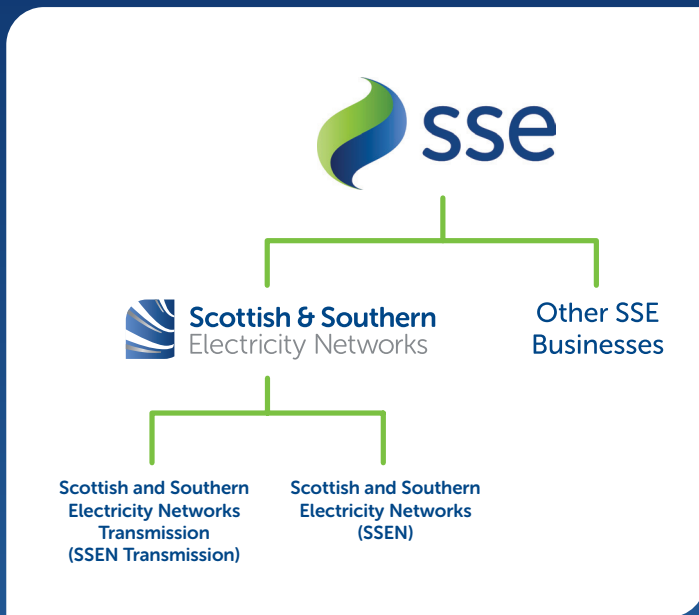 sse
Scottish & Southern
Electricity Networks
Other SSE
Businesses
Scottish and Southern
Electricity Networks
Transmission
(SSEN Transmission)
Scottish and Southern
Electricity Networks
(SSEN)